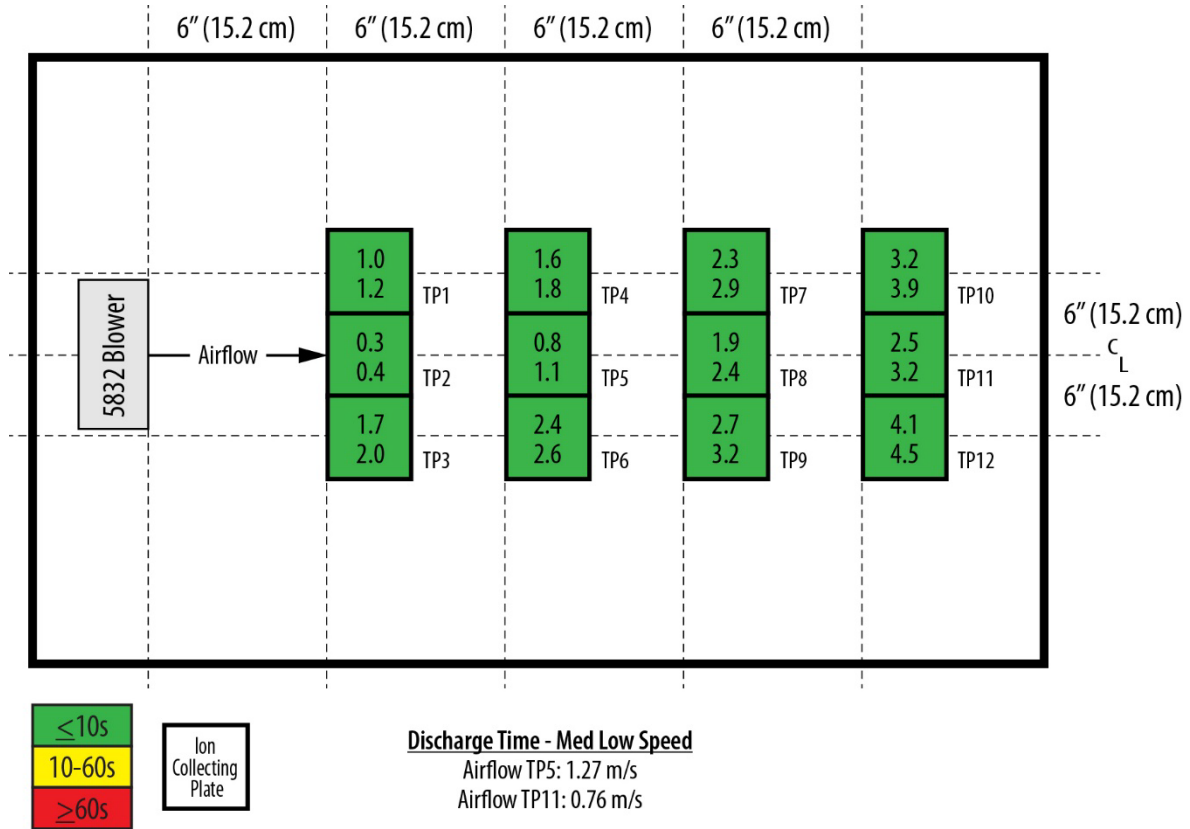 6” (15.2 cm) 6” (15.2 cm) 6” (15.2 cm) 6” (15.2 cm)
5832 Blower
Airflow
1.0
1.2
TP1
0.3
0.4
TP2
1.7
2.0
TP3
1.6
1.8
TP4
0.8
1.1
TP5
2.4
2.6
TP6
2.3
2.9
TP7
1.9
2.4
TP8
2.7
3.2
TP9
3.2
3.9
TP10
2.5
3.2
TP11
4.1
4.5
TP12
6” (15.2 cm)
C
L
6” (15.2 cm)
≤10s
10-60s
≥60s
Ion
Collecting
Plate
Discharge Time - Med Low Speed
Airflow TP5: 1.27 m/s
Airflow TP11: 0.76 m/s